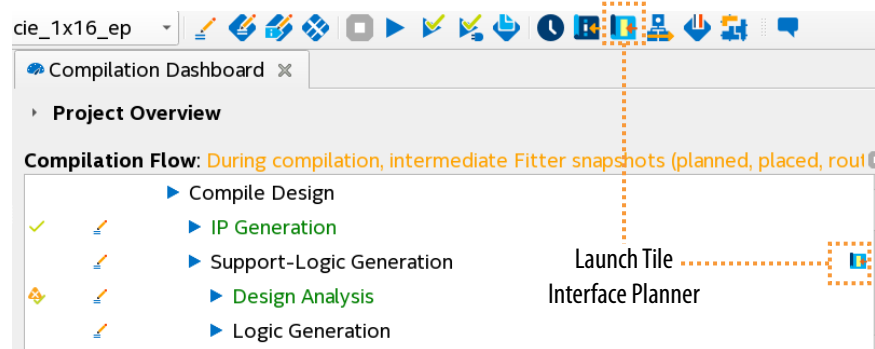 cie_1x16_ep
Compilation Dashboard
Project Overview
Compilation Flow: During compilation, intermediate Fitter snapshots (planned, placed, rout
Compile Design
IP Generation
Support-Logic Generation
Design Analysis
Logic Generation
Launch Tile
Interface Planner